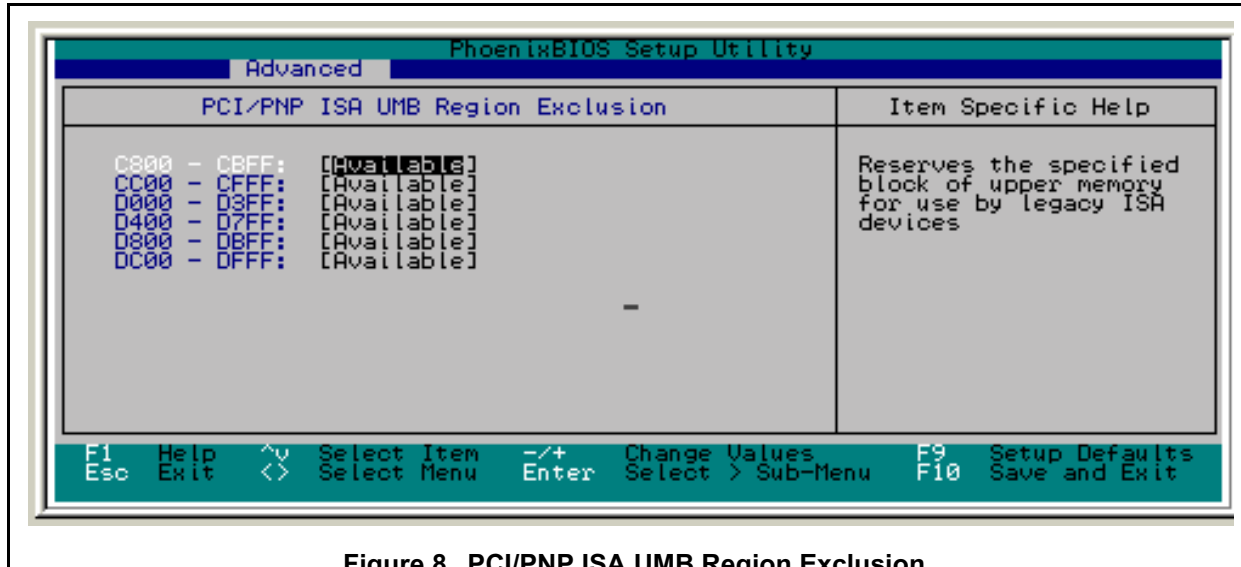 PhoenixBIOS Setup Utility
Advanced
PCI/PNP ISA UMB Region Exclusion
Item Specific Help
C800 - CBFF: [Available]
CC00 - CFFF: [Available]
D000 - D3FF: [Available]
D400 - D7FF: [Available]
D800 - DBFF: [Available]
DC00 - DFFF: [Available]
Reserves the specified
block of upper memory
for use by legacy ISA
devices
F1 Help ^v Select Item -/+ Change Values F9 Setup Defaults
Esc Exit <> Select Menu Enter Select > Sub-Menu F10 Save and Exit
Figure 8. PCI/PNP ISA UMB Region Exclusion